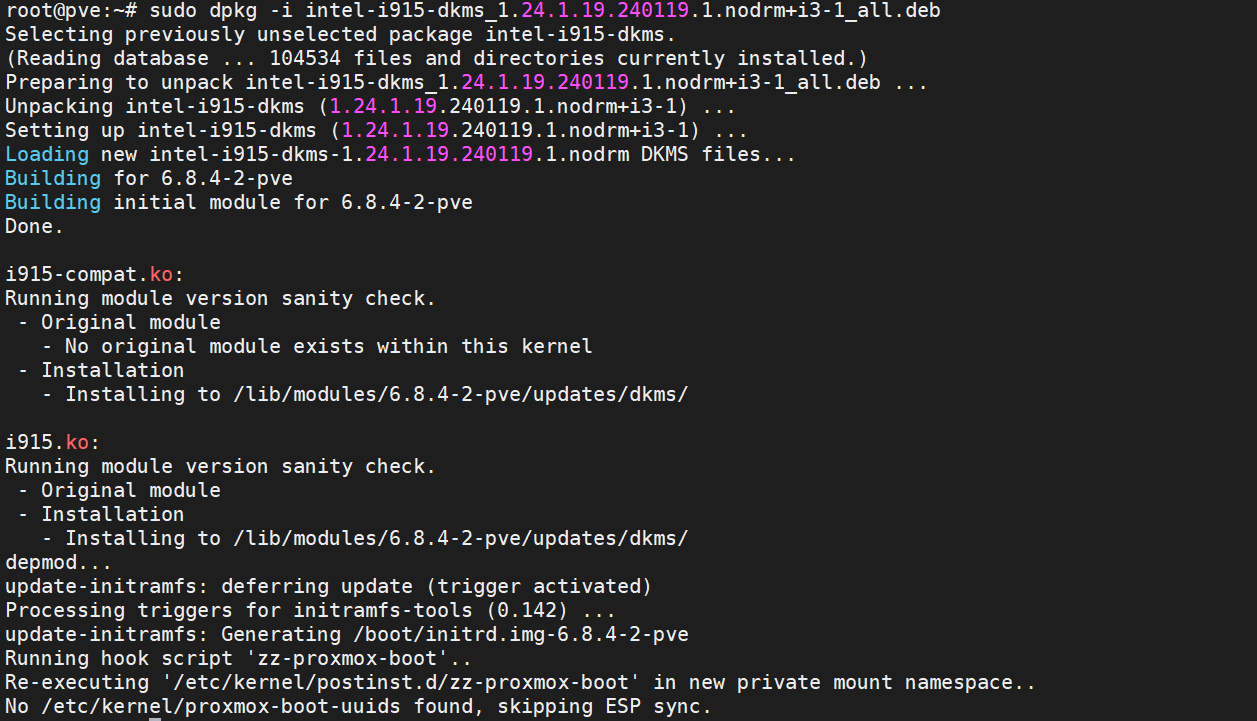 root@pve:~# sudo dpkg -i intel-i915-dkms_1.24.1.19.240119.1.nodrm+i3-1_all.deb
Selecting previously unselected package intel-i915-dkms.
(Reading database ... 104534 files and directories currently installed.)
Preparing to unpack intel-i915-dkms_1.24.1.19.240119.1.nodrm+i3-1_all.deb ...
Unpacking intel-i915-dkms (1.24.1.19.240119.1.nodrm+i3-1) ...
Setting up intel-i915-dkms (1.24.1.19.240119.1.nodrm+i3-1) ...
Loading new intel-i915-dkms-1.24.1.19.240119.1.nodrm DKMS files...
Building for 6.8.4-2-pve
Building initial module for 6.8.4-2-pve
Done.

i915-compat.ko:
Running module version sanity check.
 - Original module
   - No original module exists within this kernel
 - Installation
   - Installing to /lib/modules/6.8.4-2-pve/updates/dkms/

i915.ko:
Running module version sanity check.
 - Original module
 - Installation
   - Installing to /lib/modules/6.8.4-2-pve/updates/dkms/
depmod...
update-initramfs: deferring update (trigger activated)
Processing triggers for initramfs-tools (0.142) ...
update-initramfs: Generating /boot/initrd.img-6.8.4-2-pve
Running hook script 'zz-proxmox-boot'..
Re-executing '/etc/kernel/postinst.d/zz-proxmox-boot' in new private mount namespace..
No /etc/kernel/proxmox-boot-uuids found, skipping ESP sync.